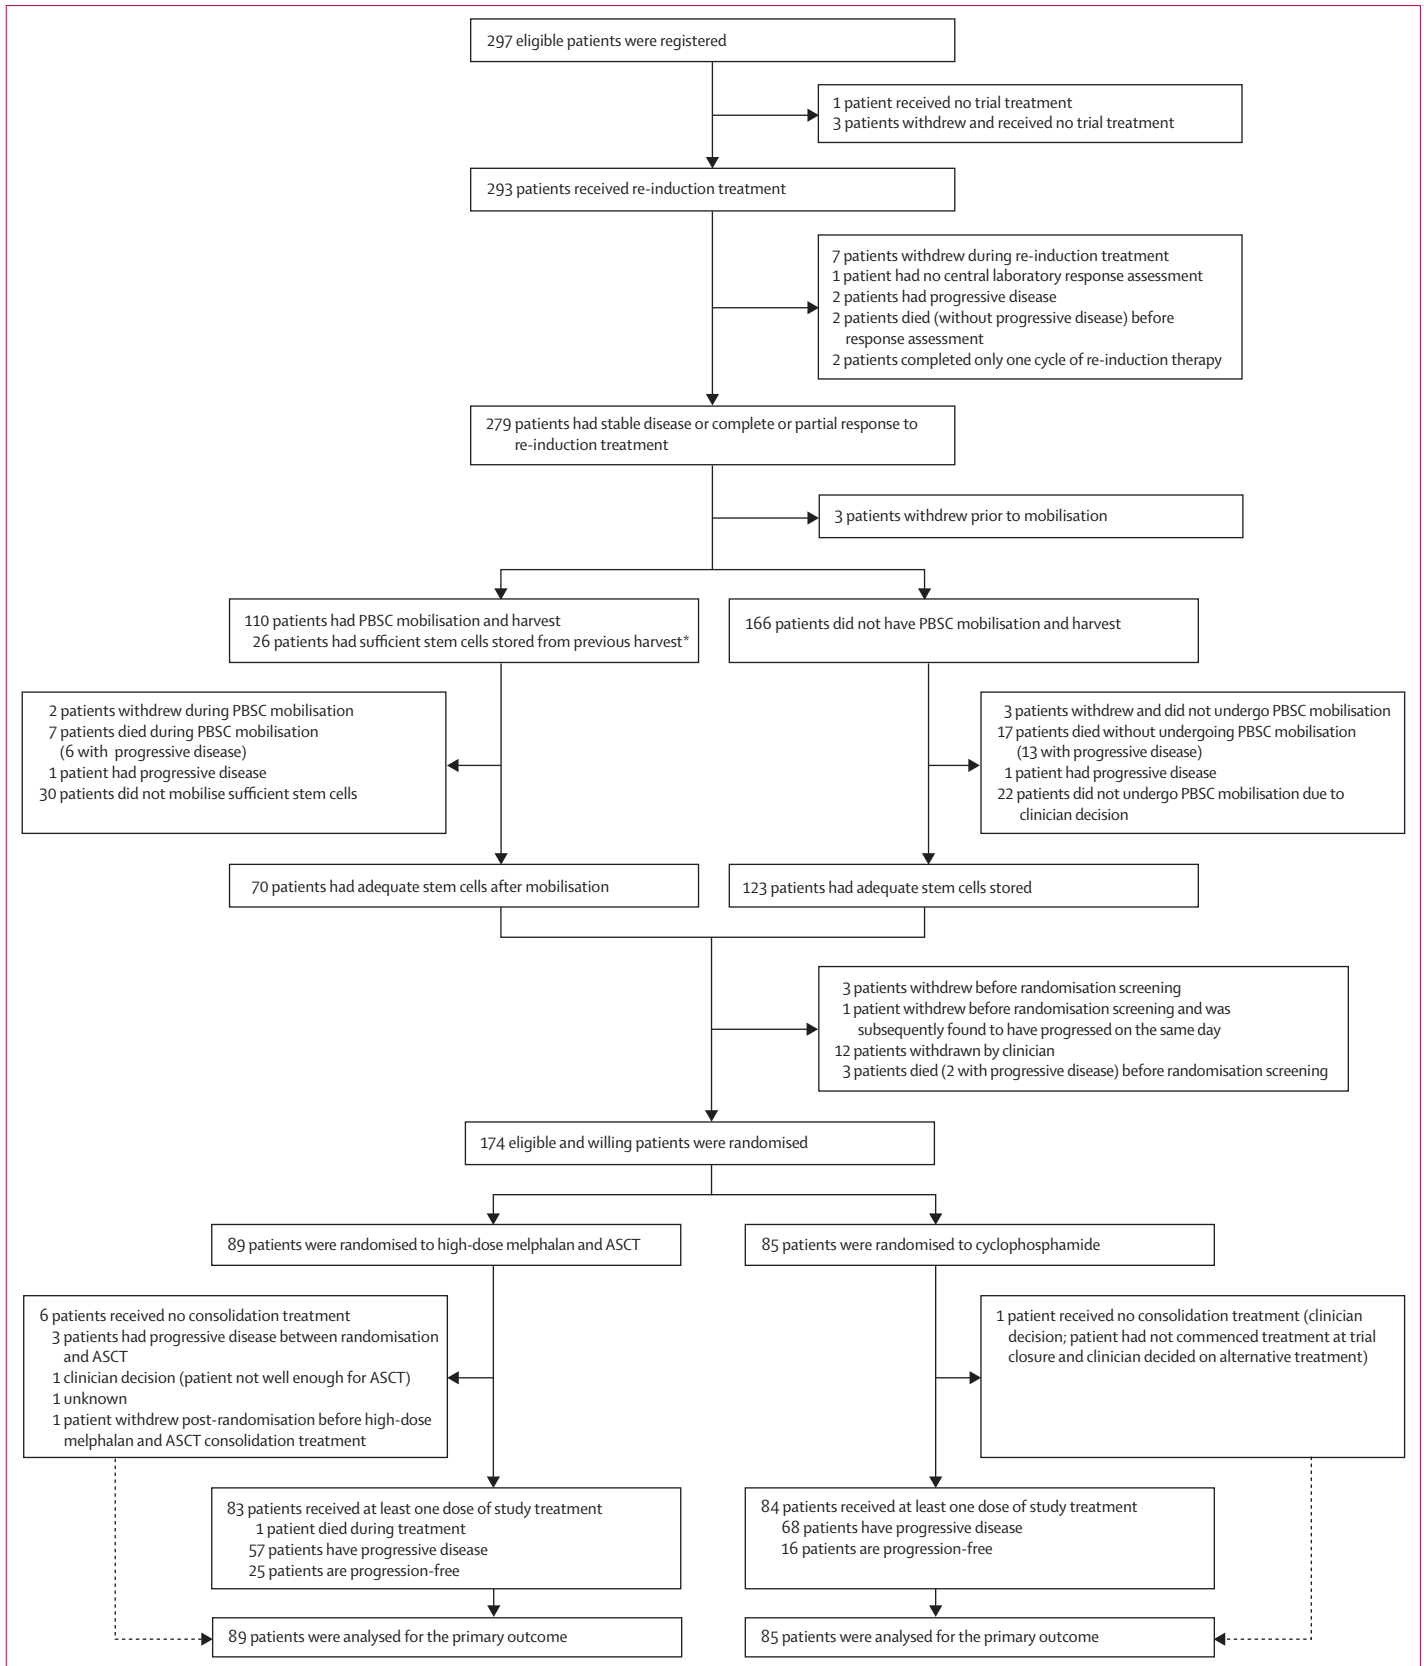 297 eligible patients were registered
1 patient received no trial treatment
3 patients withdrew and received no trial treatment
293 patients received re-induction treatment
7 patients withdrew during re-induction treatment
1 patient had no central laboratory response assessment
2 patients had progressive disease
2 patients died (without progressive disease) before
response assessment
2 patients completed only one cycle of re-induction therapy
279 patients had stable disease or complete or partial response to
re-induction treatment
3 patients withdrew prior to mobilisation
110 patients had PBSC mobilisation and harvest
26 patients had sufficient stem cells stored from previous harvest*
166 patients did not have PBSC mobilisation and harvest
2 patients withdrew during PBSC mobilisation
7 patients died during PBSC mobilisation
(6 with progressive disease)
1 patient had progressive disease
30 patients did not mobilise sufficient stem cells
3 patients withdrew and did not undergo PBSC mobilisation
17 patients died without undergoing PBSC mobilisation
(13 with progressive disease)
1 patient had progressive disease
22 patients did not undergo PBSC mobilisation due to
clinician decision
70 patients had adequate stem cells after mobilisation
123 patients had adequate stem cells stored
3 patients withdrew before randomisation screening
1 patient withdrew before randomisation screening and was
subsequently found to have progressed on the same day
12 patients withdrawn by clinician
3 patients died (2 with progressive disease) before randomisation screening
174 eligible and willing patients were randomised
89 patients were randomised to high-dose melphalan and ASCT
85 patients were randomised to cyclophosphamide
6 patients received no consolidation treatment
3 patients had progressive disease between randomisation
and ASCT
1 clinician decision (patient not well enough for ASCT)
1 unknown
1 patient withdrew post-randomisation before high-dose
melphalan and ASCT consolidation treatment
1 patient received no consolidation treatment (clinician
decision; patient had not commenced treatment at trial
closure and clinician decided on alternative treatment)
83 patients received at least one dose of study treatment
1 patient died during treatment
57 patients have progressive disease
25 patients are progression-free
84 patients received at least one dose of study treatment
68 patients have progressive disease
16 patients are progression-free
89 patients were analysed for the primary outcome
85 patients were analysed for the primary outcome